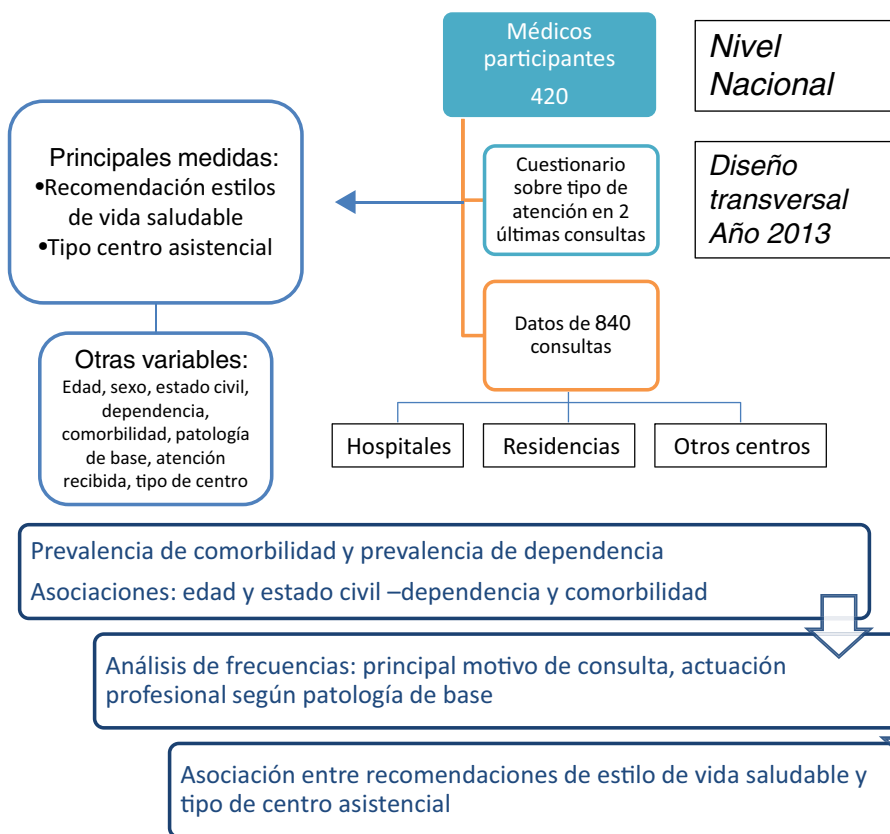 Médicos
participantes
420
Nivel
Nacional
Principales medidas:
•Recomendación estilos
de vida saludable
•Tipo centro asistencial
Cuestionario
sobre tipo de
atención en 2
últimas consultas
Diseño
transversal
Año 2013
Otras variables:
Edad, sexo, estado civil,
dependencia,
comorbilidad, patología
de base, atención
recibida, tipo de centro
Datos de 840
consultas
Hospitales
Residencias
Otros centros
Prevalencia de comorbilidad y prevalencia de dependencia
Asociaciones: edad y estado civil –dependencia y comorbilidad
Análisis de frecuencias: principal motivo de consulta, actuación
profesional según patología de base
Asociación entre recomendaciones de estilo de vida saludable y
tipo de centro asistencial